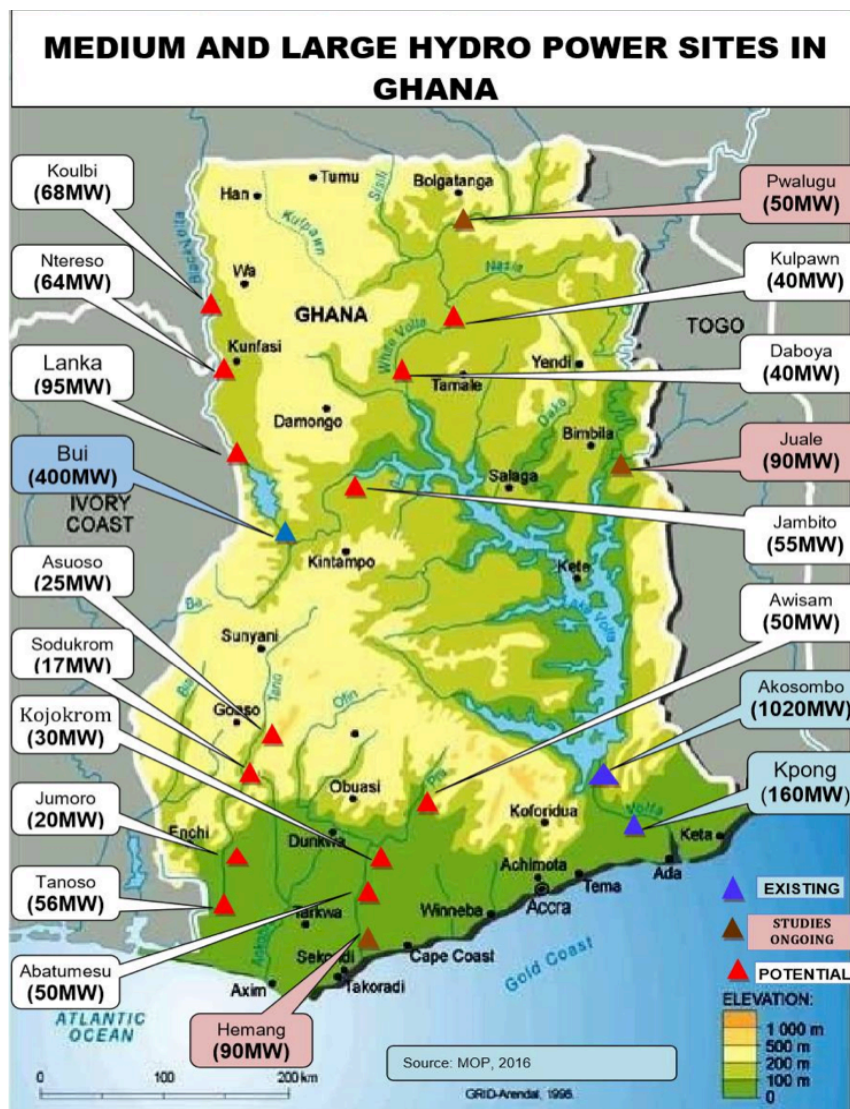 MEDIUM AND LARGE HYDRO POWER SITES IN
GHANA
Koulbi
(68MW)
Ntereso
(64MW)
Lanka
(95MW)
Bui
(400MW)
IVORY
COAST
Asuoso
(25MW)
Sodukrom
(17MW)
Kojokrom
(30MW)
Jumoro
(20MW)
Tanoso
(56MW)
Abatumesu
(50MW)
Hemang
(90MW)
Pwalugu
(50MW)
Kulpawn
(40MW)
TOGO
Daboya
(40MW)
Juale
(90MW)
Jambito
(55MW)
Awisam
(50MW)
Akosombo
(1020MW)
Kpong
(160MW)
Tumu
Han
Bolgatanga
Sisili
Kulpawn
Black Volta
Wa
Nasia
GHANA
Kunfasi
White Volta
Yendi
Tamale
Damongo
Daka
Bimbila
Salaga
Kintampo
Kete
Ba
Sunyani
Bia
Tano
Ofin
Goaso
Obuasi
Pra
Koforidua
Volta
Enchi
Dunkwa
Keta
Achimota
Ada
Tema
Accra
Winneba
Tarkwa
Cape Coast
Sekondi
Takoradi
Axim
Gold Coast
ATLANTIC
OCEAN
EXISTING
STUDIES
ONGOING
POTENTIAL
ELEVATION:
1 000 m
500 m
200 m
100 m
0
Source: MOP, 2016
0 100 200 km
GRID-Arendal, 1998.